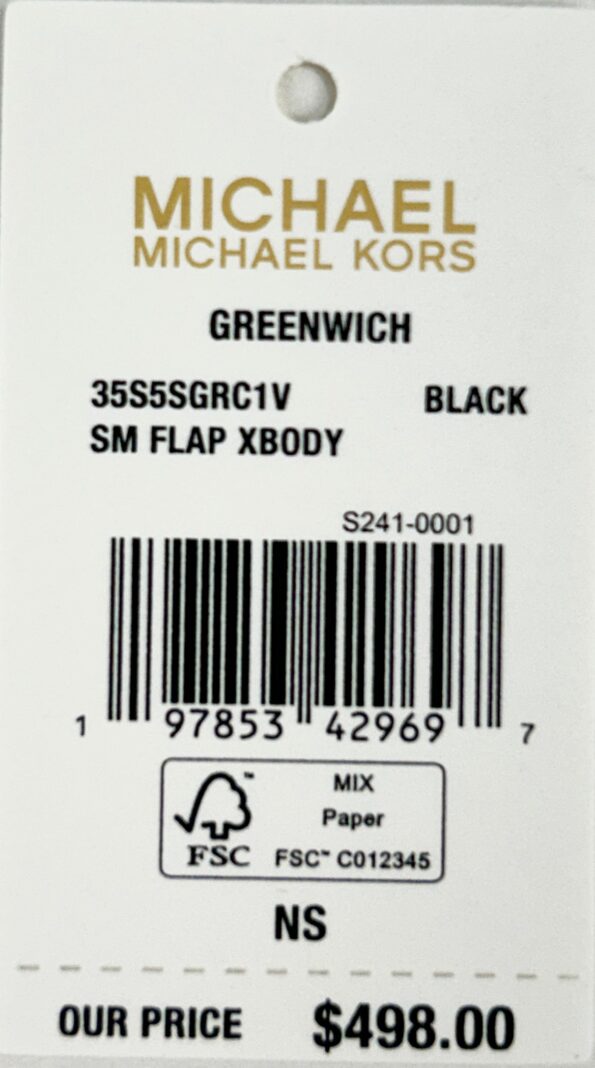 MICHAEL
MICHAEL KORS
GREENWICH
35S5SGRC1V BLACK
SM FLAP XBODY
S241-0001
1 97853 42969 7
MIX
Paper
FSC™ FSC™ C012345
NS
OUR PRICE $498.00